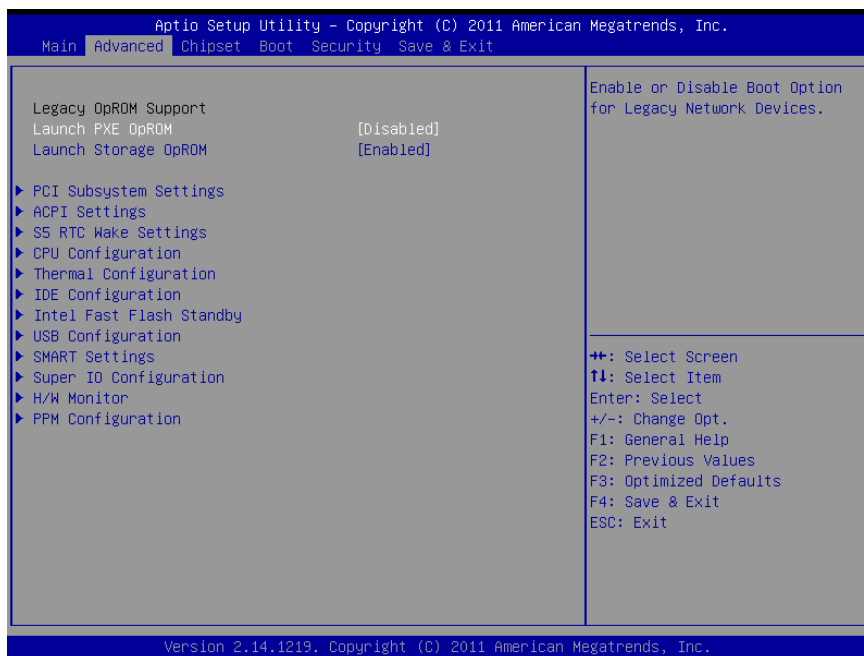 Aptio Setup Utility – Copyright (C) 2011 American Megatrends, Inc.
Main Advanced Chipset Boot Security Save & Exit
Legacy OpROM Support
Launch PXE OpROM [Disabled]
Launch Storage OpROM [Enabled]
▶ PCI Subsystem Settings
▶ ACPI Settings
▶ S5 RTC Wake Settings
▶ CPU Configuration
▶ Thermal Configuration
▶ IDE Configuration
▶ Intel Fast Flash Standby
▶ USB Configuration
▶ SMART Settings
▶ Super IO Configuration
▶ H/W Monitor
▶ PPM Configuration
Enable or Disable Boot Option
for Legacy Network Devices.
→←: Select Screen
↑↓: Select Item
Enter: Select
+/-: Change Opt.
F1: General Help
F2: Previous Values
F3: Optimized Defaults
F4: Save & Exit
ESC: Exit
Version 2.14.1219. Copyright (C) 2011 American Megatrends, Inc.